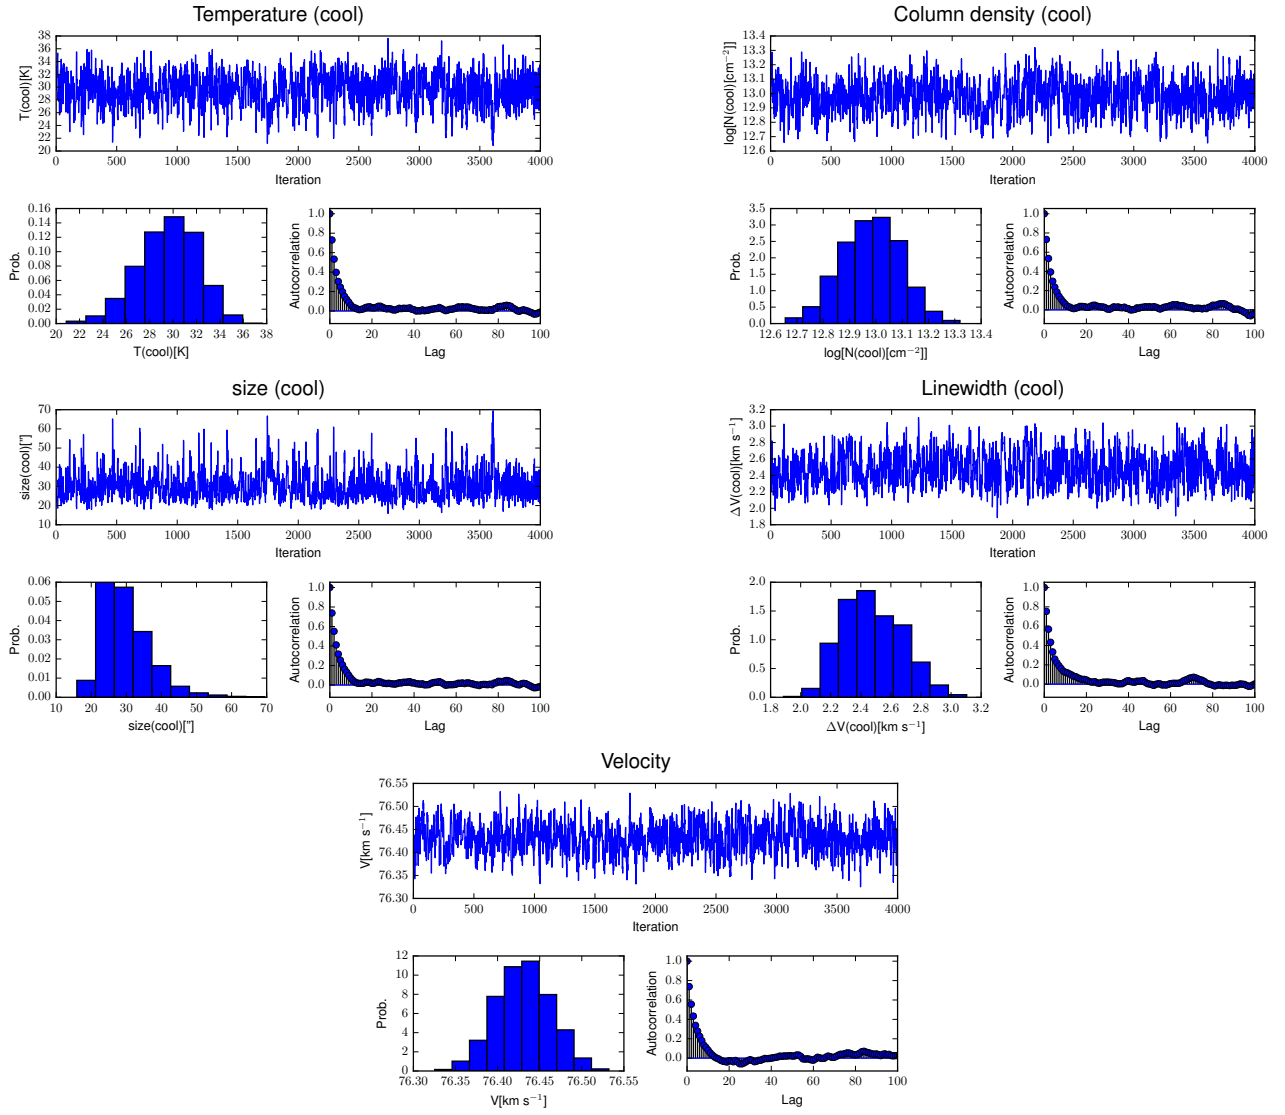 Temperature (cool)
T(cool)[K]
38
36
34
32
30
28
26
24
22
20
0 500 1000 1500 2000 2500 3000 3500 4000
Iteration
Prob.
0.16
0.14
0.12
0.10
0.08
0.06
0.04
0.02
0.00
20 22 24 26 28 30 32 34 36 38
T(cool)[K]
Autocorrelation
1.0
0.8
0.6
0.4
0.2
0.0
0 20 40 60 80 100
Lag
Column density (cool)
log[N(cool)[cm⁻²]]
13.4
13.3
13.2
13.1
13.0
12.9
12.8
12.7
12.6
0 500 1000 1500 2000 2500 3000 3500 4000
Iteration
Prob.
3.5
3.0
2.5
2.0
1.5
1.0
0.5
0.0
12.6 12.7 12.8 12.9 13.0 13.1 13.2 13.3 13.4
log[N(cool)[cm⁻²]]
Autocorrelation
1.0
0.8
0.6
0.4
0.2
0.0
0 20 40 60 80 100
Lag
size (cool)
size(cool)["]
70
60
50
40
30
20
10
0 500 1000 1500 2000 2500 3000 3500 4000
Iteration
Prob.
0.06
0.05
0.04
0.03
0.02
0.01
0.00
10 20 30 40 50 60 70
size(cool)["]
Autocorrelation
1.0
0.8
0.6
0.4
0.2
0.0
0 20 40 60 80 100
Lag
Linewidth (cool)
ΔV(cool)[km s⁻¹]
3.2
3.0
2.8
2.6
2.4
2.2
2.0
1.8
0 500 1000 1500 2000 2500 3000 3500 4000
Iteration
Prob.
2.0
1.5
1.0
0.5
0.0
1.8 2.0 2.2 2.4 2.6 2.8 3.0 3.2
ΔV(cool)[km s⁻¹]
Autocorrelation
1.0
0.8
0.6
0.4
0.2
0.0
0 20 40 60 80 100
Lag
Velocity
V[km s⁻¹]
76.55
76.50
76.45
76.40
76.35
76.30
0 500 1000 1500 2000 2500 3000 3500 4000
Iteration
Prob.
12
10
8
6
4
2
0
76.30 76.35 76.40 76.45 76.50 76.55
V[km s⁻¹]
Autocorrelation
1.0
0.8
0.6
0.4
0.2
0.0
0 20 40 60 80 100
Lag